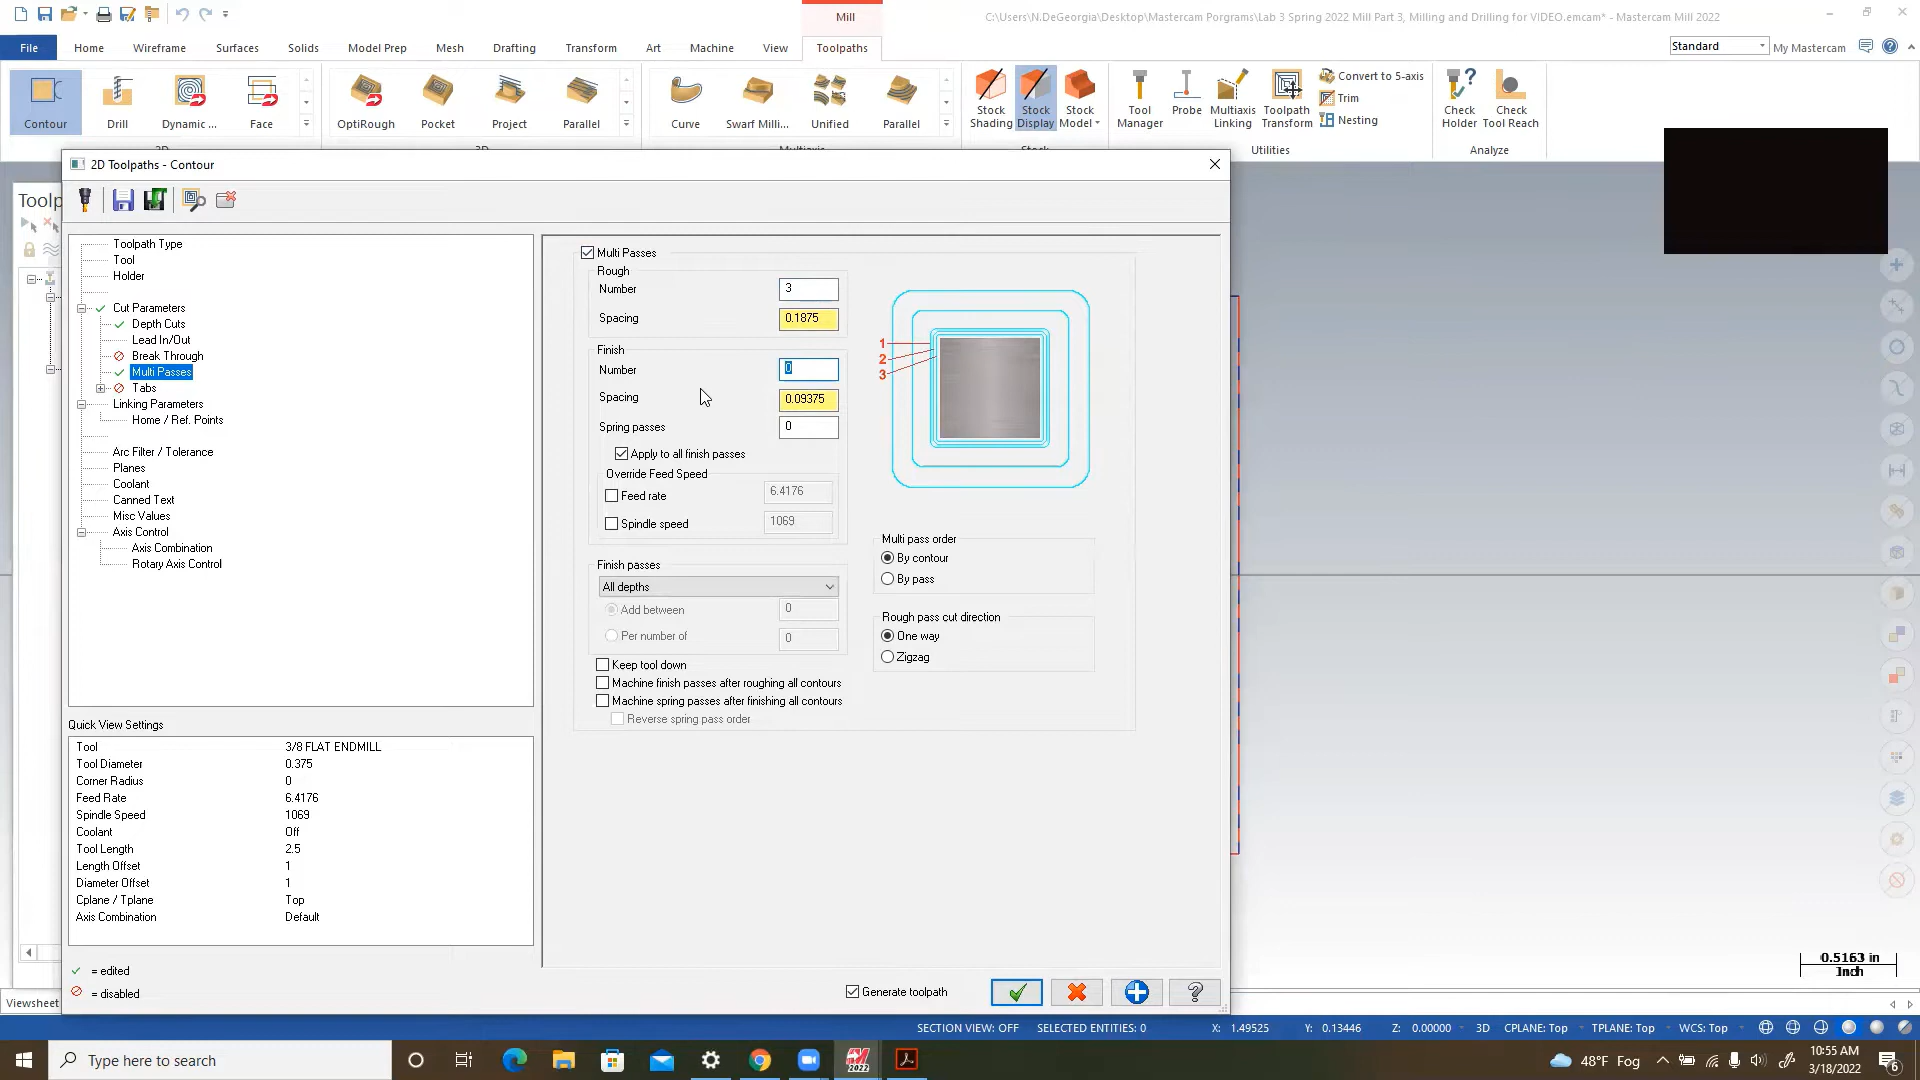 Mill
C:\Users\N.DeGeorgia\Desktop\Mastercam Porgrams\Lab 3 Spring 2022 Mill Part 3, Milling and Drilling for VIDEO.emcam* - Mastercam Mill 2022
File Home Wireframe Surfaces Solids Model Prep Mesh Drafting Transform Art Machine View Toolpaths
Standard My Mastercam
Contour Drill Dynamic ... Face OptiRough Pocket Project Parallel Curve Swarf Milli... Unified Parallel
Stock Shading Stock Display Stock Model Tool Manager Probe Multiaxis Linking Toolpath Transform
Convert to 5-axis
Trim
Nesting
Check Holder Check Tool Reach
Stock Utilities Analyze
2D Toolpaths - Contour
Toolp
Toolpath Type
Tool
Holder
Cut Parameters
Depth Cuts
Lead In/Out
Break Through
Multi Passes
Tabs
Linking Parameters
Home / Ref. Points
Arc Filter / Tolerance
Planes
Coolant
Canned Text
Misc Values
Axis Control
Axis Combination
Rotary Axis Control
Quick View Settings
Tool 3/8 FLAT ENDMILL
Tool Diameter 0.375
Corner Radius 0
Feed Rate 6.4176
Spindle Speed 1069
Coolant Off
Tool Length 2.5
Length Offset 1
Diameter Offset 1
Cplane / Tplane Top
Axis Combination Default
= edited
= disabled
Multi Passes
Rough
Number 3
Spacing 0.1875
Finish
Number 0
Spacing 0.09375
Spring passes 0
Apply to all finish passes
Override Feed Speed
Feed rate 6.4176
Spindle speed 1069
Finish passes
All depths
Add between 0
Per number of 0
Keep tool down
Machine finish passes after roughing all contours
Machine spring passes after finishing all contours
Reverse spring pass order
1
2
3
Multi pass order
By contour
By pass
Rough pass cut direction
One way
Zigzag
Generate toolpath
0.5163 in
Inch
Viewsheet
SECTION VIEW: OFF SELECTED ENTITIES: 0 X: 1.49525 Y: 0.13446 Z: 0.00000 3D CPLANE: Top TPLANE: Top WCS: Top
Type here to search
2022
48°F Fog
10:55 AM
3/18/2022
6